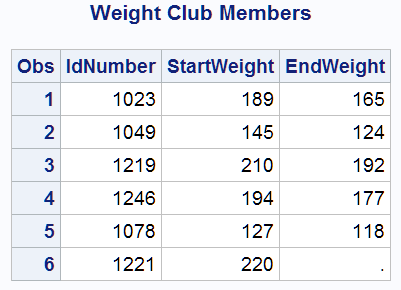 Weight Club Members
Obs IdNumber StartWeight EndWeight
1 1023 189 165
2 1049 145 124
3 1219 210 192
4 1246 194 177
5 1078 127 118
6 1221 220 .